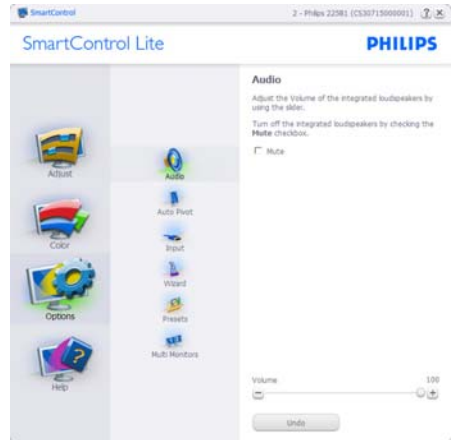 SmartControl
2 - Philips 225B1 (CS30715000001)
SmartControl Lite
PHILIPS
Adjust
Color
Options
Help
Audio
Auto Pivot
Input
Wizard
Presets
Multi Monitors
Audio
Adjust the Volume of the integrated loudspeakers by
using the slider.
Turn off the integrated loudspeakers by checking the
Mute checkbox.
Mute
Volume
100
Undo